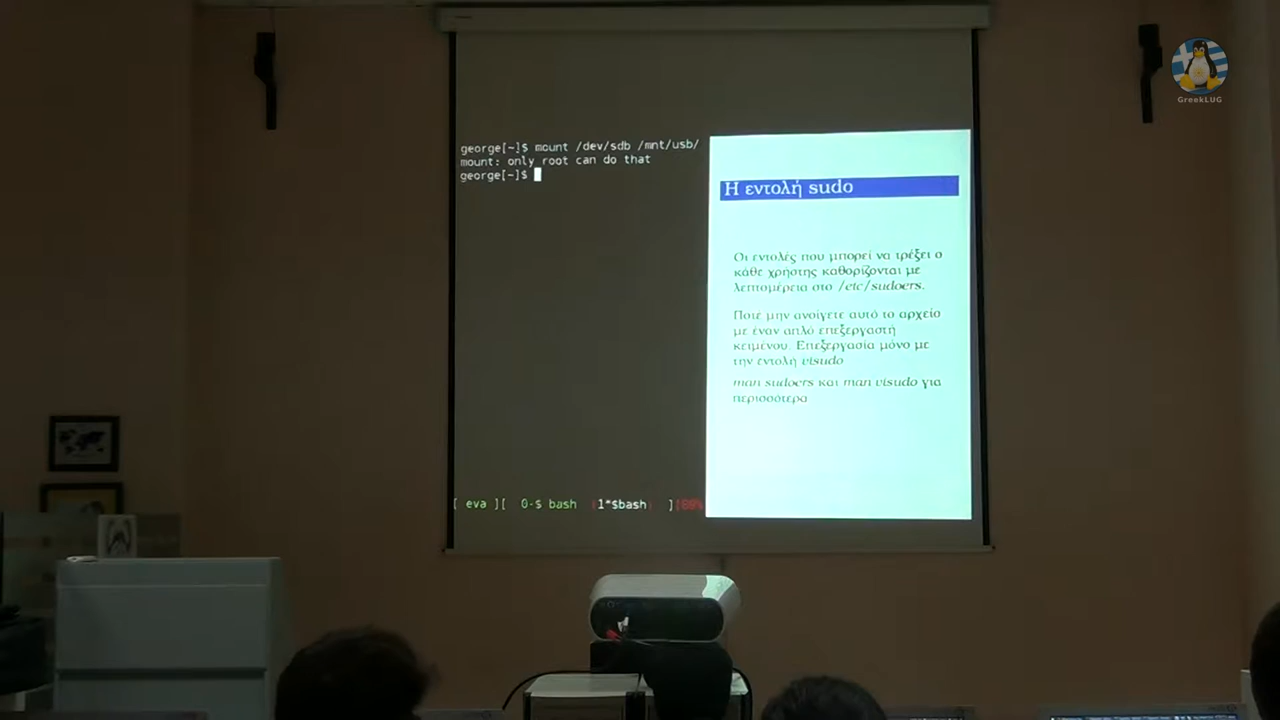 GreekLUG
george[~]$ mount /dev/sdb /mnt/usb/
mount: only root can do that
george[~]$
[ eva ][ 0-$ bash (1*$bash) ][
Η εντολή sudo
Οι εντολές που μπορεί να τρέξει ο
κάθε χρήστης καθορίζονται με
λεπτομέρεια στο /etc/sudoers.
Ποτέ μην ανοίγετε αυτό το αρχείο
με έναν απλό επεξεργαστή
κειμένου. Επεξεργασία μόνο με
την εντολή visudo
man sudoers και man visudo για
περισσότερα